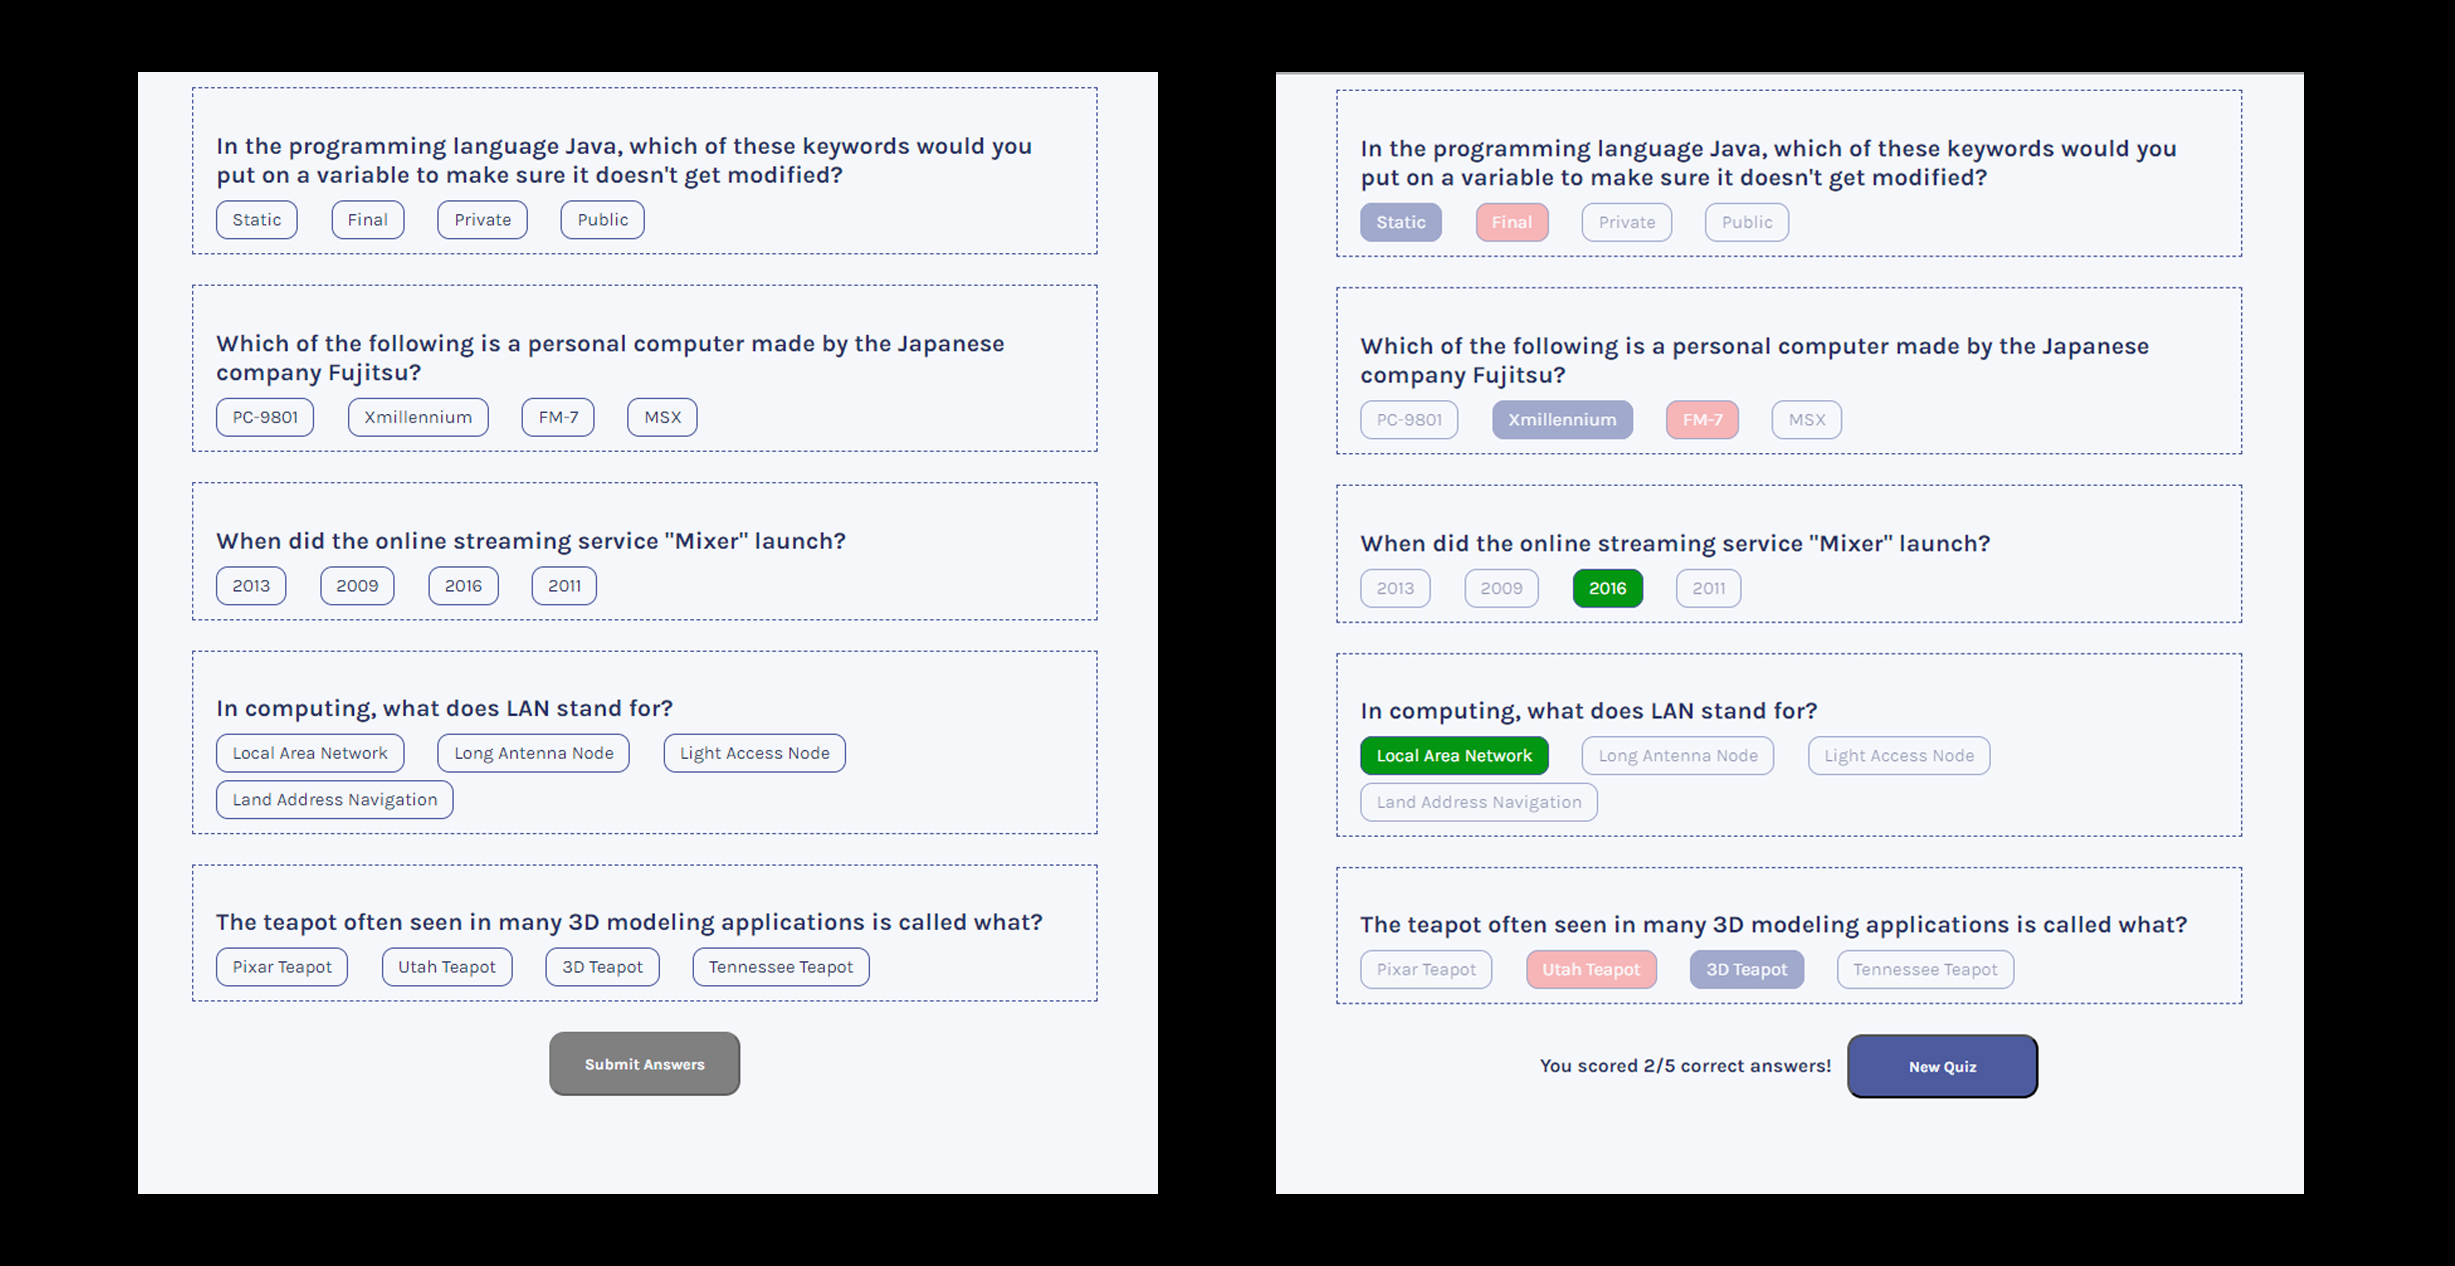 In the programming language Java, which of these keywords would you
put on a variable to make sure it doesn't get modified?
Static Final Private Public
Which of the following is a personal computer made by the Japanese
company Fujitsu?
PC-9801 Xmillennium FM-7 MSX
When did the online streaming service "Mixer" launch?
2013 2009 2016 2011
In computing, what does LAN stand for?
Local Area Network Long Antenna Node Light Access Node
Land Address Navigation
The teapot often seen in many 3D modeling applications is called what?
Pixar Teapot Utah Teapot 3D Teapot Tennessee Teapot
Submit Answers
In the programming language Java, which of these keywords would you
put on a variable to make sure it doesn't get modified?
Static Final Private Public
Which of the following is a personal computer made by the Japanese
company Fujitsu?
PC-9801 Xmillennium FM-7 MSX
When did the online streaming service "Mixer" launch?
2013 2009 2016 2011
In computing, what does LAN stand for?
Local Area Network Long Antenna Node Light Access Node
Land Address Navigation
The teapot often seen in many 3D modeling applications is called what?
Pixar Teapot Utah Teapot 3D Teapot Tennessee Teapot
You scored 2/5 correct answers! New Quiz